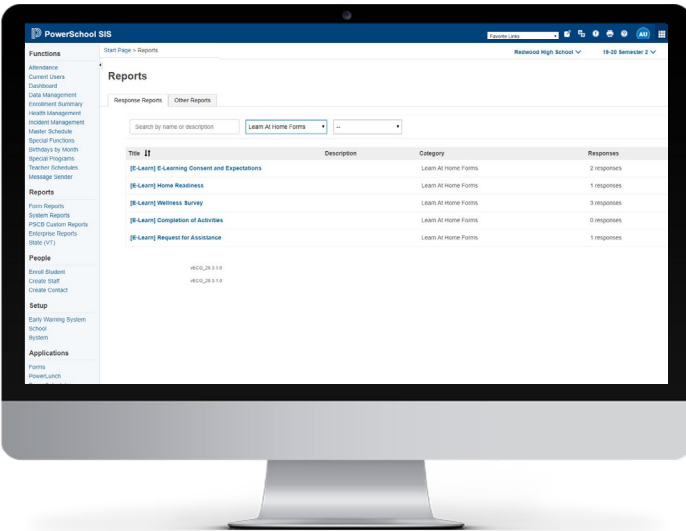 PowerSchool SIS
Favorite Links
AU
Functions
Start Page > Reports
Redwood High School
19-20 Semester 2
Attendance
Current Users
Dashboard
Data Management
Enrollment Summary
Health Management
Incident Management
Master Schedule
Special Functions
Birthdays by Month
Special Programs
Teacher Schedules
Message Sender
Reports
Form Reports
System Reports
PSCB Custom Reports
Enterprise Reports
State (VT)
People
Enroll Student
Create Staff
Create Contact
Setup
Early Warning System
School
System
Applications
Forms
PowerLunch
Reports
Response Reports Other Reports
Search by name or description Learn At Home Forms --
Title Description Category Responses
[E-Learn] E-Learning Consent and Expectations Learn At Home Forms 2 responses
[E-Learn] Home Readiness Learn At Home Forms 1 responses
[E-Learn] Wellness Survey Learn At Home Forms 3 responses
[E-Learn] Completion of Activities Learn At Home Forms 0 responses
[E-Learn] Request for Assistance Learn At Home Forms 1 responses